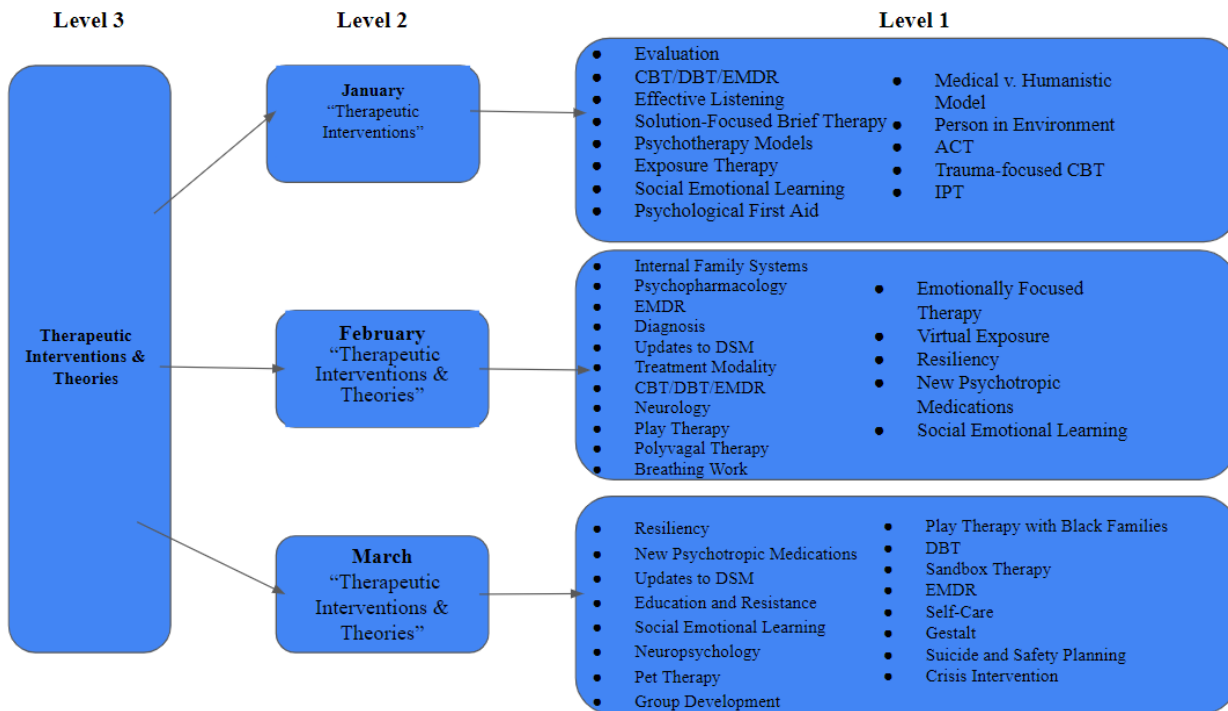 Level 3
Level 2
Level 1
Therapeutic
Interventions &
Theories
January
“Therapeutic
Interventions”
● Evaluation
● CBT/DBT/EMDR
● Effective Listening
● Solution-Focused Brief Therapy
● Psychotherapy Models
● Exposure Therapy
● Social Emotional Learning
● Psychological First Aid
● Medical v. Humanistic
Model
● Person in Environment
● ACT
● Trauma-focused CBT
● IPT
February
“Therapeutic
Interventions &
Theories”
● Internal Family Systems
● Psychopharmacology
● EMDR
● Diagnosis
● Updates to DSM
● Treatment Modality
● CBT/DBT/EMDR
● Neurology
● Play Therapy
● Polyvagal Therapy
● Breathing Work
● Emotionally Focused
Therapy
● Virtual Exposure
● Resiliency
● New Psychotropic
Medications
● Social Emotional Learning
March
“Therapeutic
Interventions &
Theories”
● Resiliency
● New Psychotropic Medications
● Updates to DSM
● Education and Resistance
● Social Emotional Learning
● Neuropsychology
● Pet Therapy
● Group Development
● Play Therapy with Black Families
● DBT
● Sandbox Therapy
● EMDR
● Self-Care
● Gestalt
● Suicide and Safety Planning
● Crisis Intervention